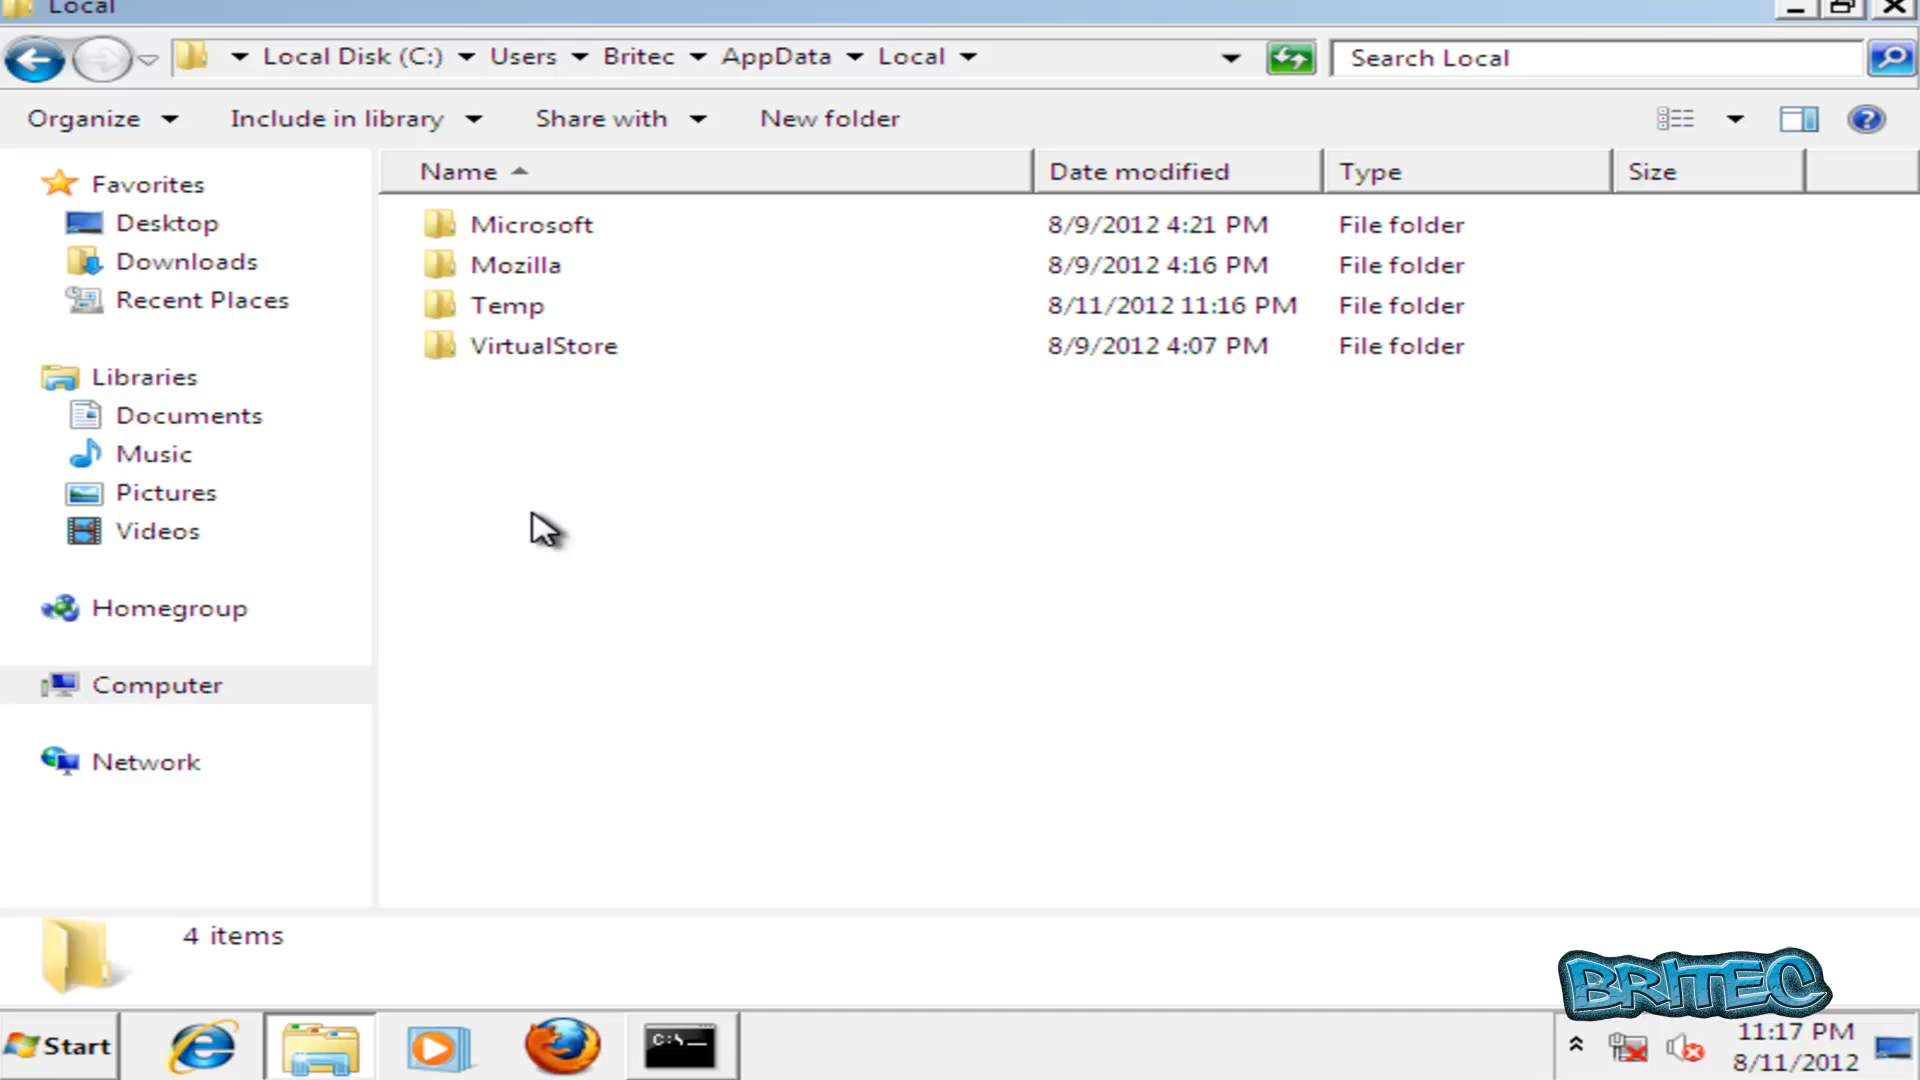 Local
Local Disk (C:) Users Britec AppData Local
Search Local
Organize Include in library Share with New folder
Name Date modified Type Size
Favorites
Desktop
Downloads
Recent Places
Libraries
Documents
Music
Pictures
Videos
Homegroup
Computer
Network
Microsoft 8/9/2012 4:21 PM File folder
Mozilla 8/9/2012 4:16 PM File folder
Temp 8/11/2012 11:16 PM File folder
VirtualStore 8/9/2012 4:07 PM File folder
4 items
BRITEC
Start
C:\
11:17 PM
8/11/2012